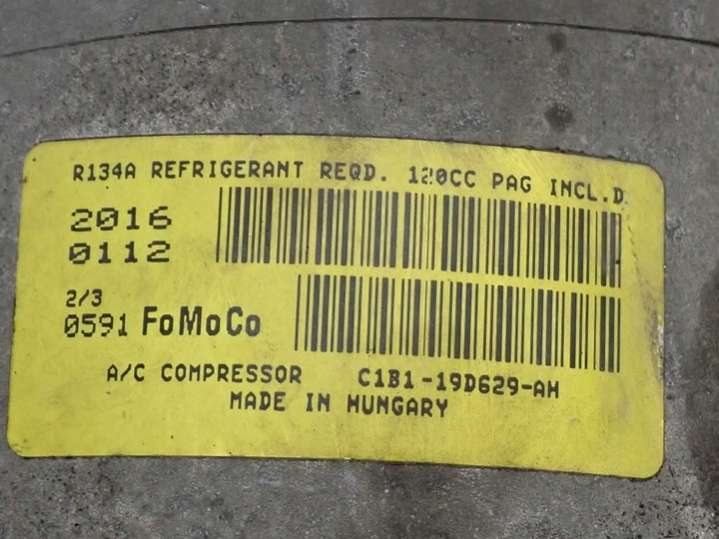 R134A REFRIGERANT REQD. 120CC PAG INCL.D
2016
0112
2/3
0591 FoMoCo
A/C COMPRESSOR C1B1-19D629-AH
MADE IN HUNGARY